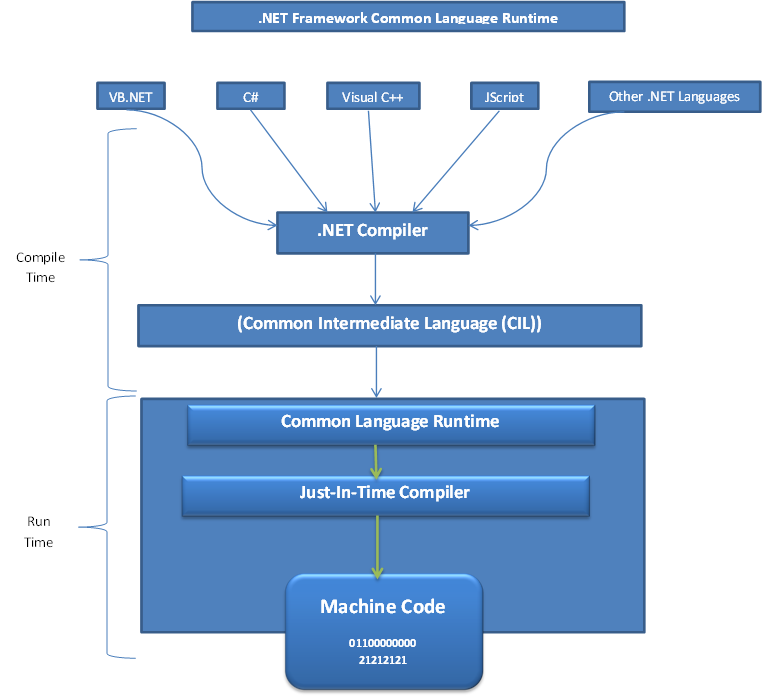 .NET Framework Common Language Runtime
VB.NET
C#
Visual C++
JScript
Other .NET Languages
.NET Compiler
Compile
Time
(Common Intermediate Language (CIL))
Common Language Runtime
Just-In-Time Compiler
Run
Time
Machine Code
01100000000
21212121